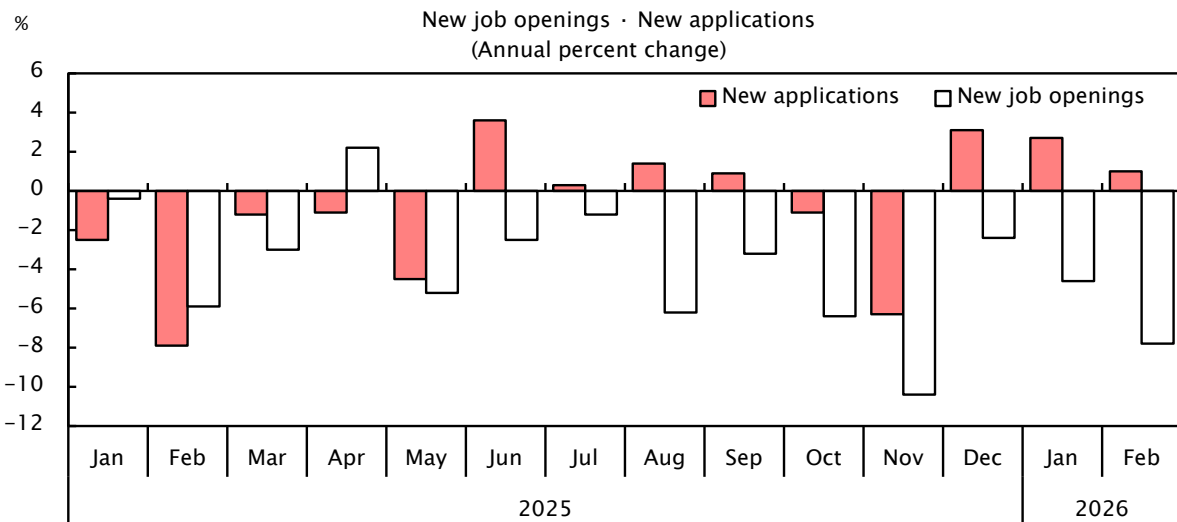 %
New job openings · New applications
(Annual percent change)
New applications
New job openings
6
4
2
0
−2
−4
−6
−8
−10
−12
Jan Feb Mar Apr May Jun Jul Aug Sep Oct Nov Dec Jan Feb
2025 2026